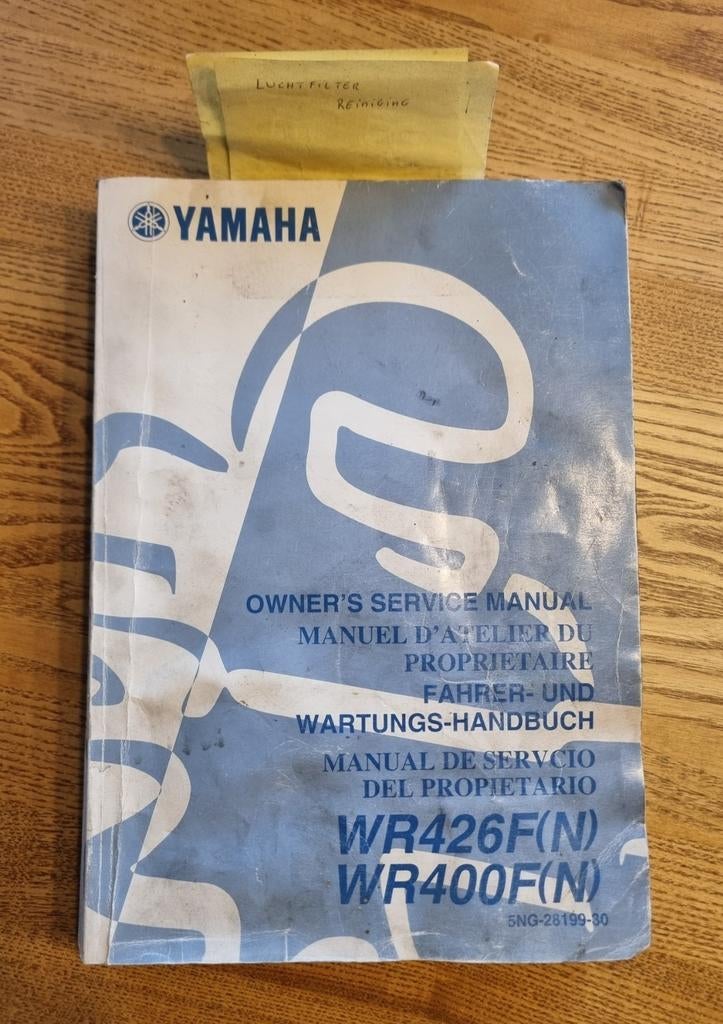 LUCHTFILTER
REINIGING
YAMAHA
OWNER'S SERVICE MANUAL
MANUEL D'ATELIER DU
PROPRIETAIRE
FAHRER- UND
WARTUNGS-HANDBUCH
MANUAL DE SERVCIO
DEL PROPIETARIO
WR426F(N)
WR400F(N)
5NG-28199-30